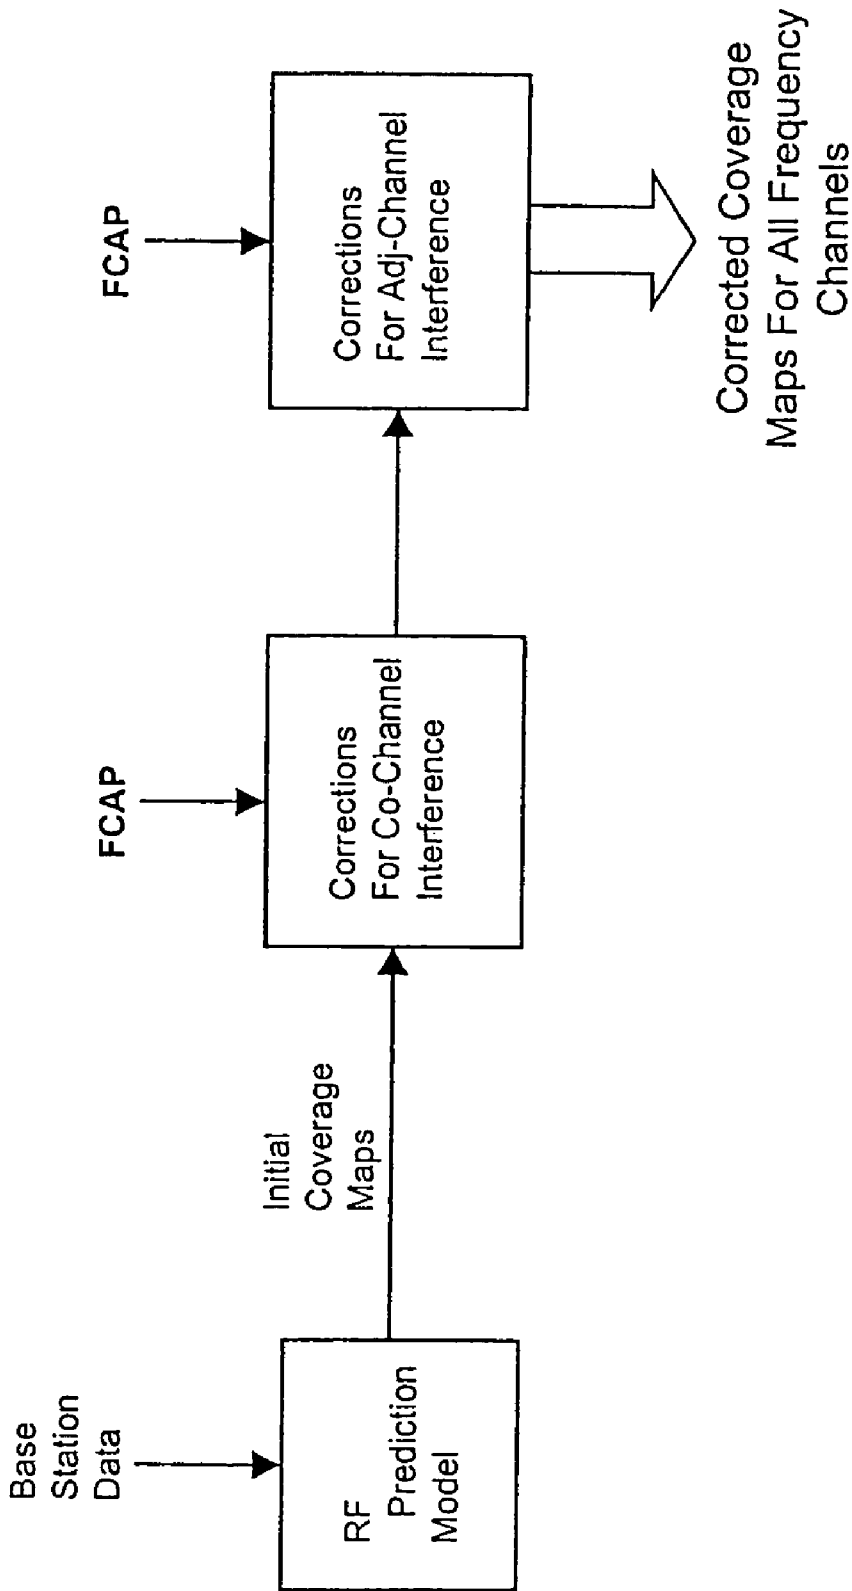 Base
Station
Data
RF
Prediction
Model
Initial
Coverage
Maps
FCAP
Corrections
For Co-Channel
Interference
FCAP
Corrections
For Adj-Channel
Interference
Corrected Coverage
Maps For All Frequency
Channels